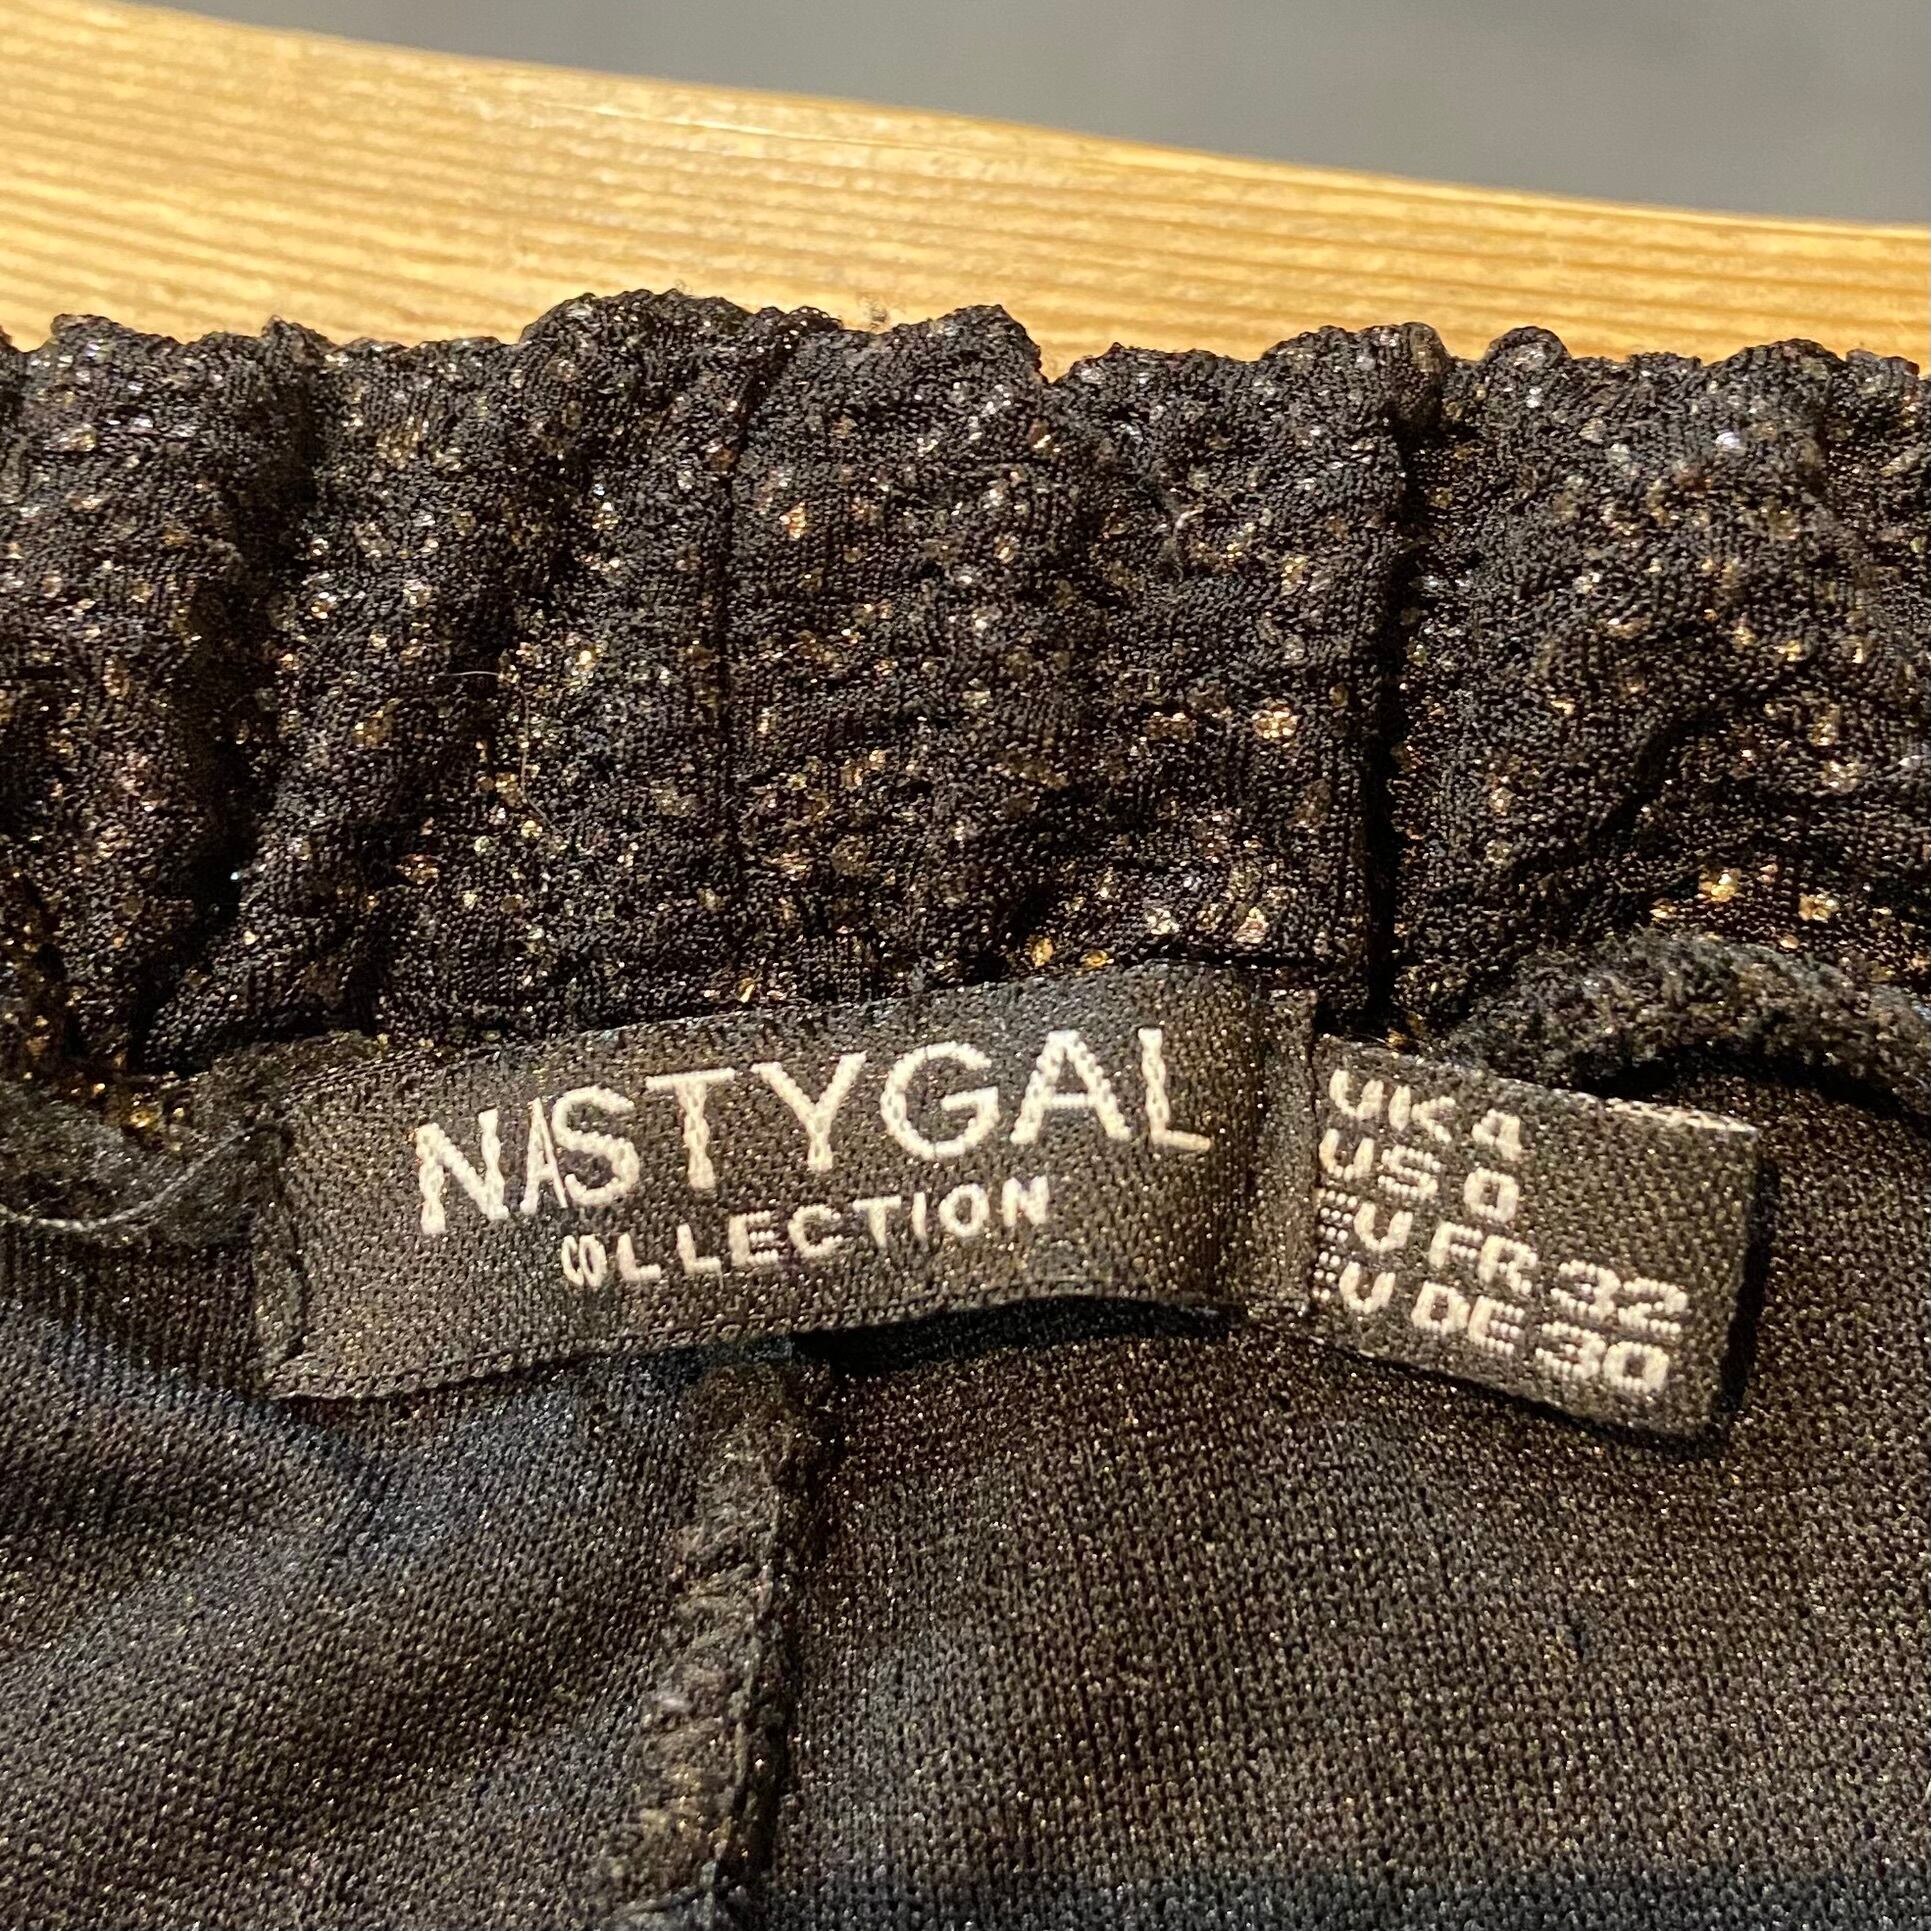 NASTYGAL
COLLECTION
UK 4
US 0
EU FR 32
EU DE 30